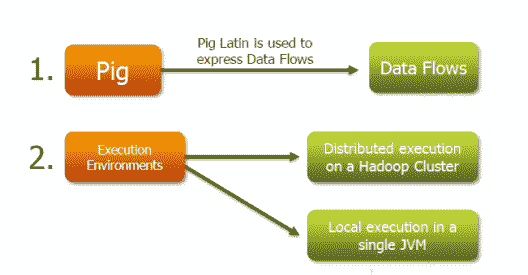 Pig Latin is used to
express Data Flows
1.
Pig
Data Flows
2.
Execution
Environments
Distributed execution
on a Hadoop Cluster
Local execution in a
single JVM